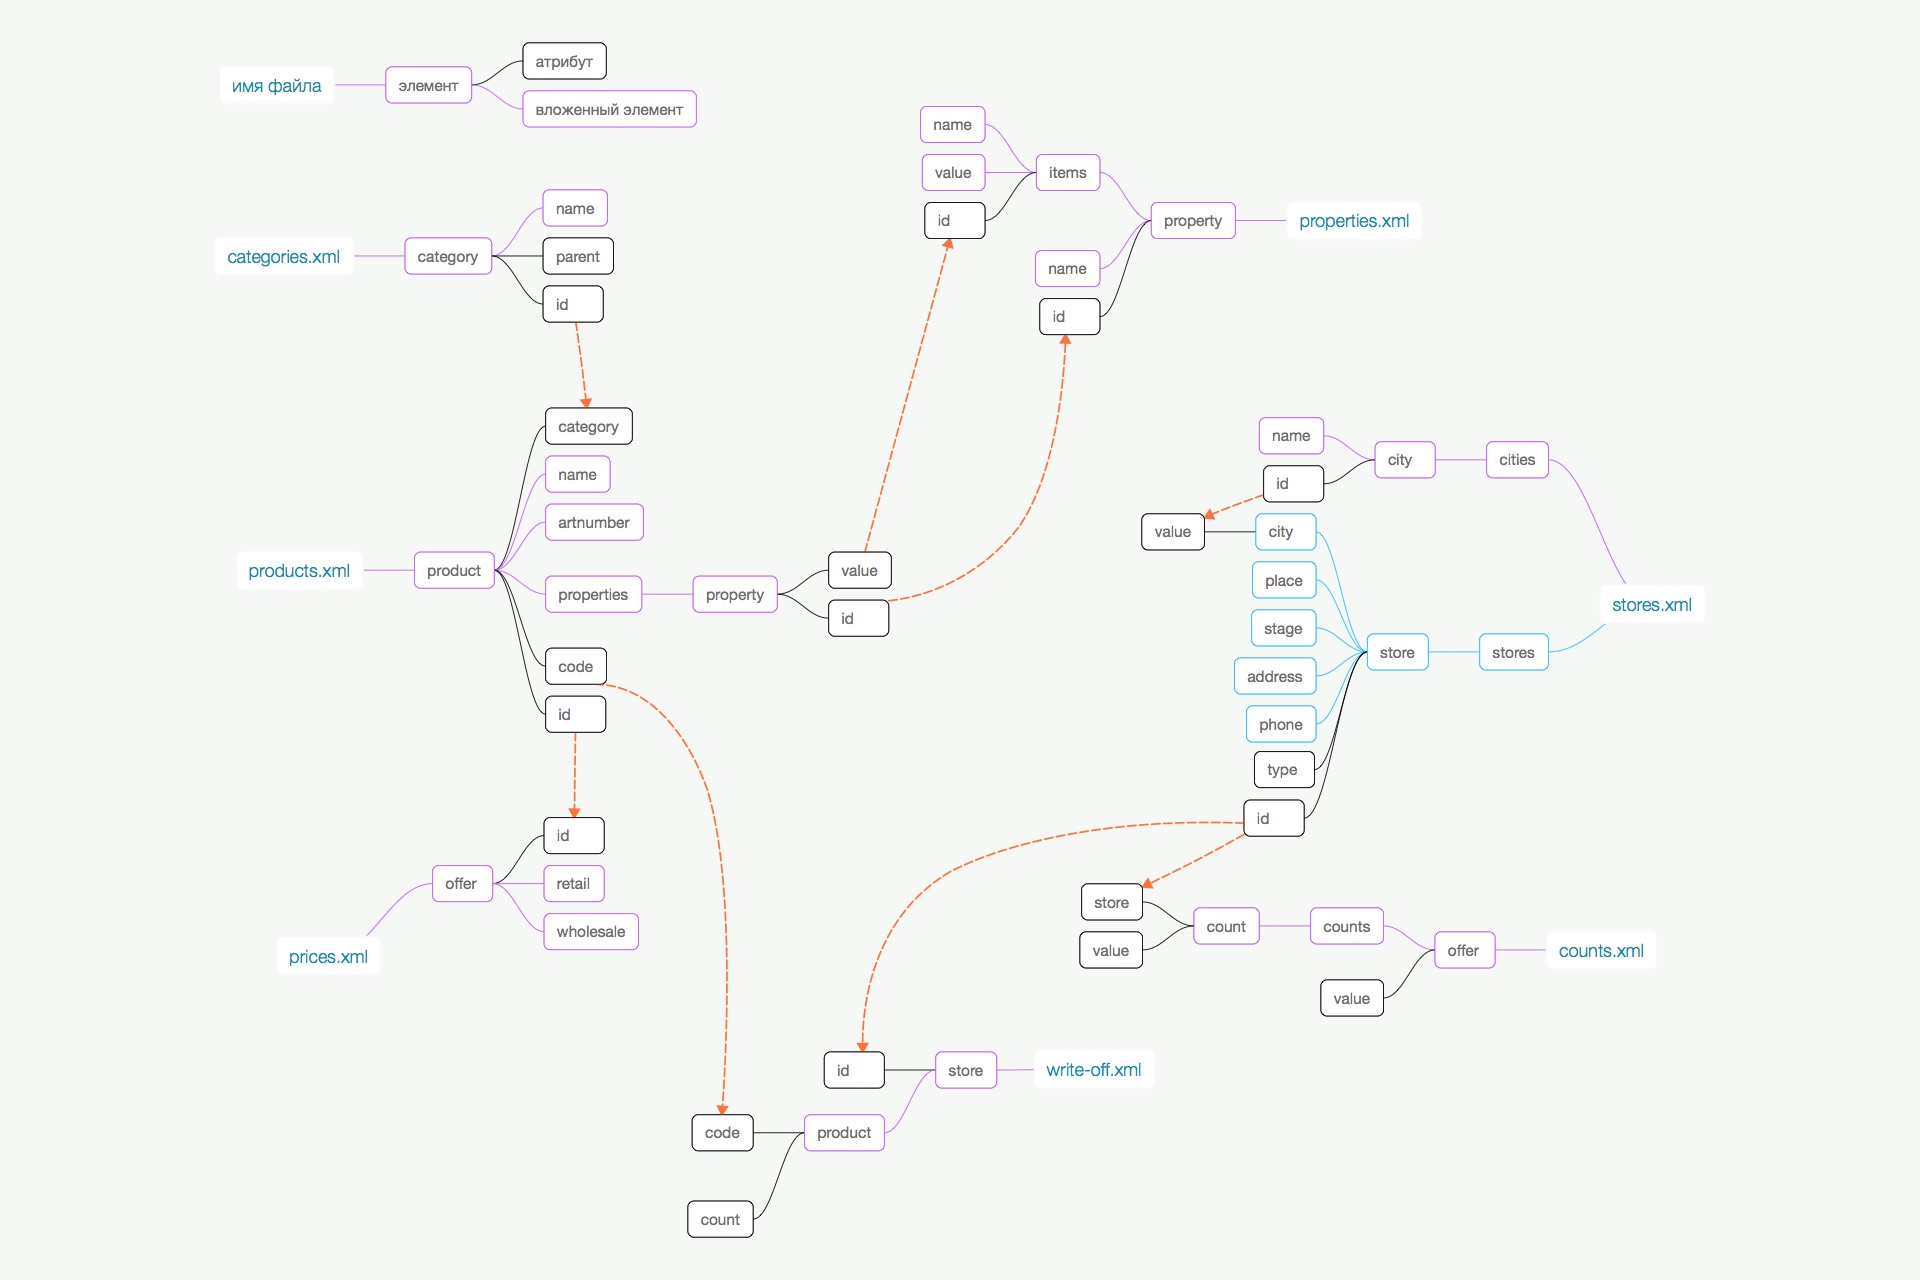 имя файла
элемент
атрибут
вложенный элемент
categories.xml
category
name
parent
id
name
value
id
items
name
id
property
properties.xml
products.xml
product
category
name
artnumber
properties
property
value
id
code
id
name
id
city
cities
value
city
place
stage
address
phone
type
id
store
stores
stores.xml
id
retail
wholesale
offer
prices.xml
store
value
count
counts
offer
value
counts.xml
id
store
write-off.xml
code
product
count